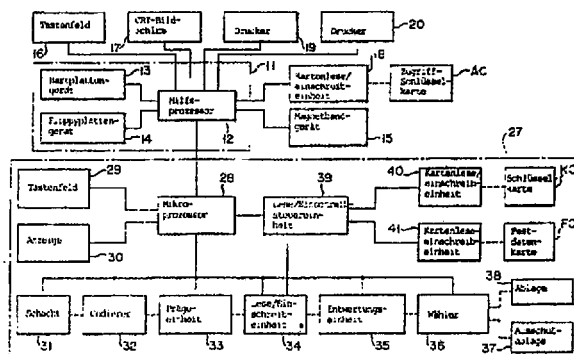 Tastenfeld
CRT-Bild-
schirm
Drucker
Drucker
20
16
17
19
13
11
18
Hartplatten-
gerät
Hilfs-
prozessor
Kartenlese/
einschreib-
einheit
Zugriff-
Schlüssel-
karte
AC
Floppyplatten-
gerät
14
12
Magnetband-
gerät
15
27
29
28
39
40
Tastenfeld
Mikro-
prozessor
Lese/Einschreib-
Steuerein-
heit
Kartenlese/
einschreib-
einheit
Schlüssel-
karte
KC
Anzeige
30
41
Kartenlese-
einschreib-
einheit
Fest-
daten-
karte
FC
38
Schacht
Codierer
Präge-
einheit
Lese/Ein-
schreib-
einheit
Entwertungs-
einheit
Wähler
Ablage
Ausschuß-
ablage
31
32
33
34
35
36
37